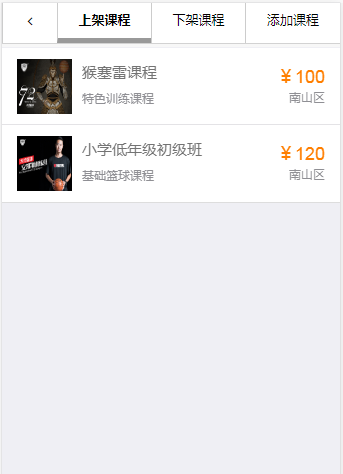 上架课程
下架课程
添加课程
猴塞雷课程
¥ 100
特色训练课程
南山区
72
小学低年级初级班
¥ 120
基础篮球课程
南山区